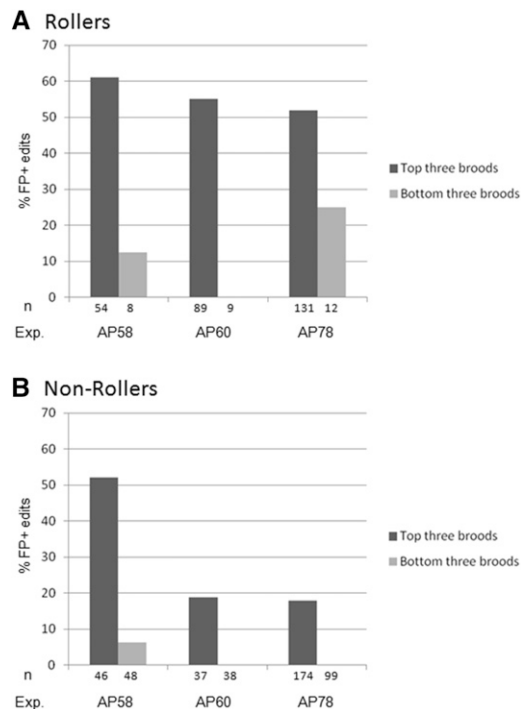 A Rollers
70
60
50
40
30
20
10
0
% FP+ edits
Top three broods
Bottom three broods
n 54 8 89 9 131 12
Exp. AP58 AP60 AP78
B Non-Rollers
70
60
50
40
30
20
10
0
% FP+ edits
Top three broods
Bottom three broods
n 46 48 37 38 174 99
Exp. AP58 AP60 AP78